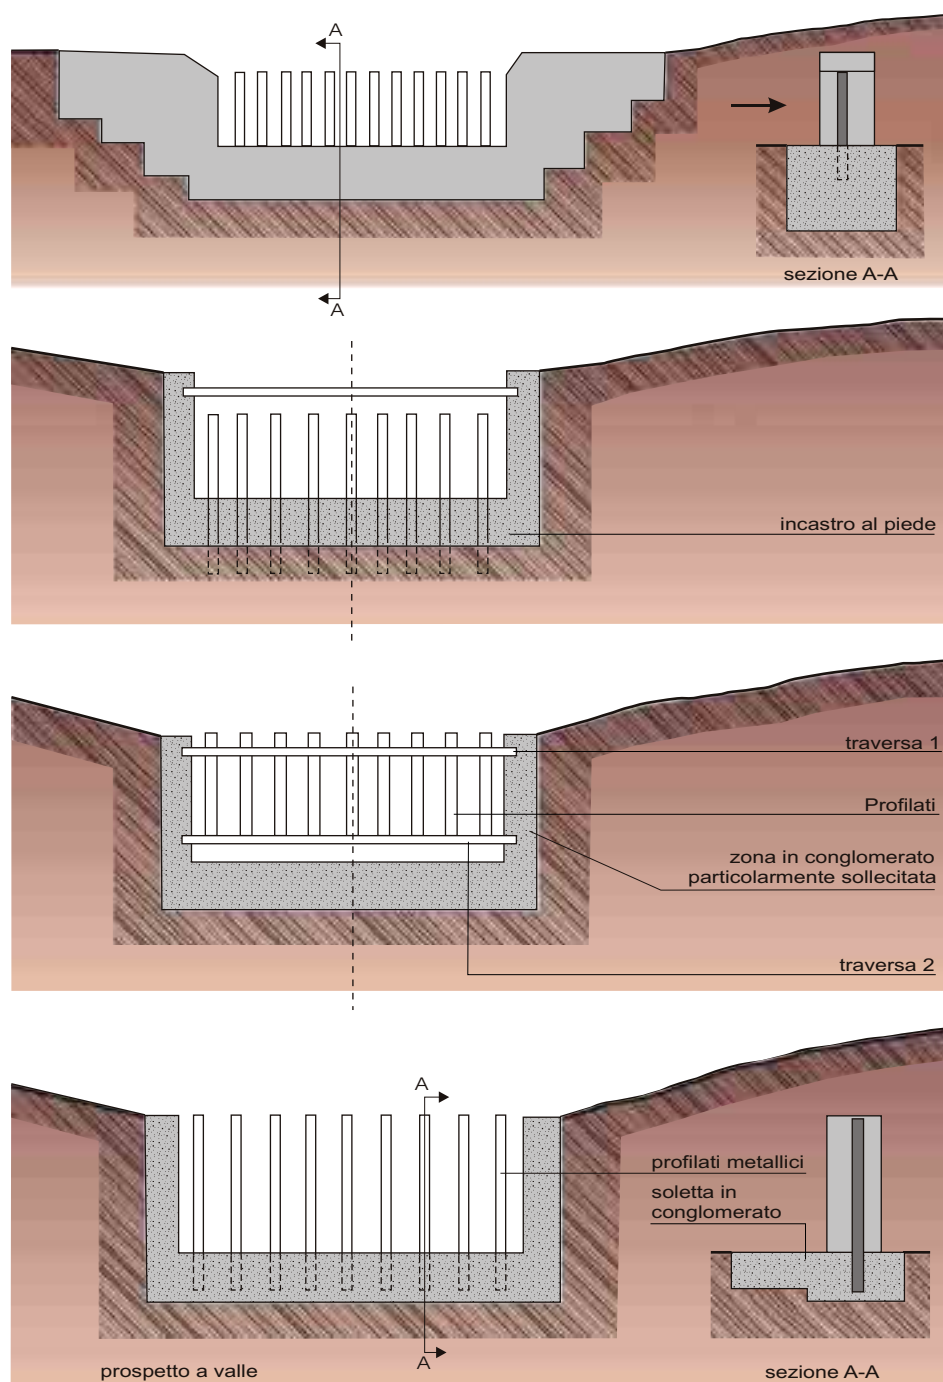 A
A
sezione A-A
incastro al piede
traversa 1
Profilati
zona in conglomerato
particolarmente sollecitata
traversa 2
A
profilati metallici
soletta in
conglomerato
A
prospetto a valle
sezione A-A